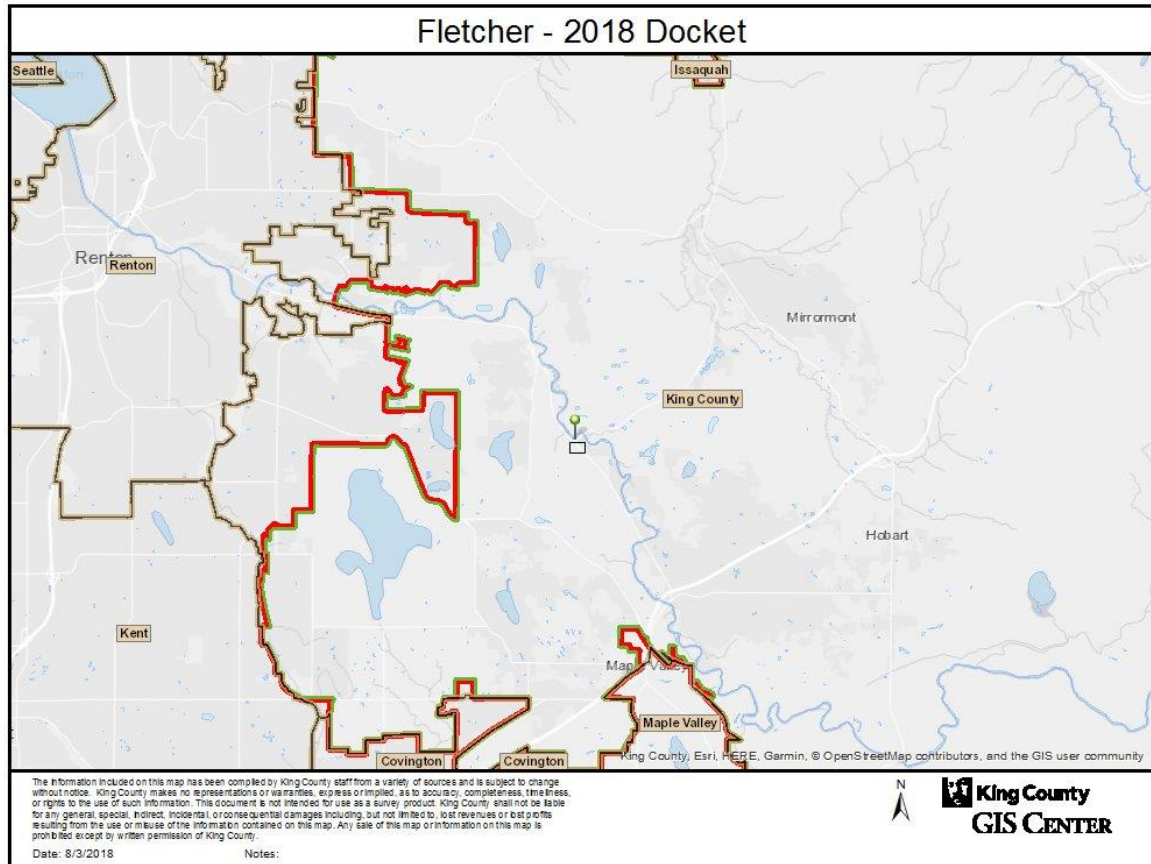 Fletcher - 2018 Docket
Seattle
Issaquah
Renton
Renton
Mirrormont
King County
Hobart
Kent
Maple Valley
Maple Valley
Covington
Covington
King County, Esri, HERE, Garmin, © OpenStreetMap contributors, and the GIS user community
The information included on this map has been compiled by King County staff from a variety of sources and is subject to change
without notice. King County makes no representations or warranties, express or implied, as to accuracy, completeness, timeliness,
or rights to the use of such information. This document is not intended for use as a survey product. King County shall not be liable
for any general, special, indirect, incidental, or consequential damages including, but not limited to, lost revenues or lost profits
resulting from the use or misuse of the information contained on this map. Any sale of this map or information on this map is
prohibited except by written permission of King County.
Date: 8/3/2018 Notes:
N
King County
GIS CENTER